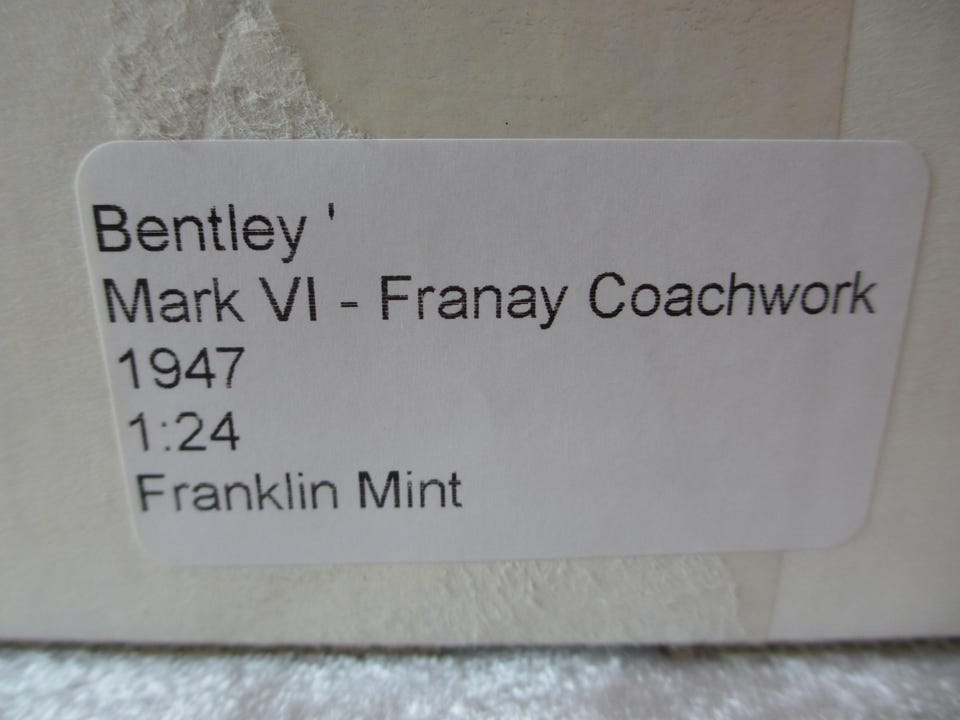 Bentley '
Mark VI - Franay Coachwork
1947
1:24
Franklin Mint